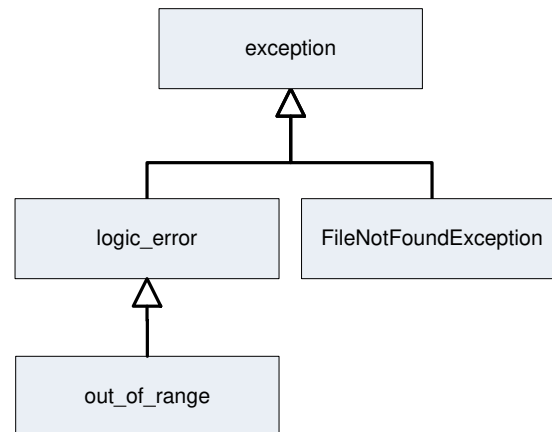 exception
logic_error
FileNotFoundException
out_of_range